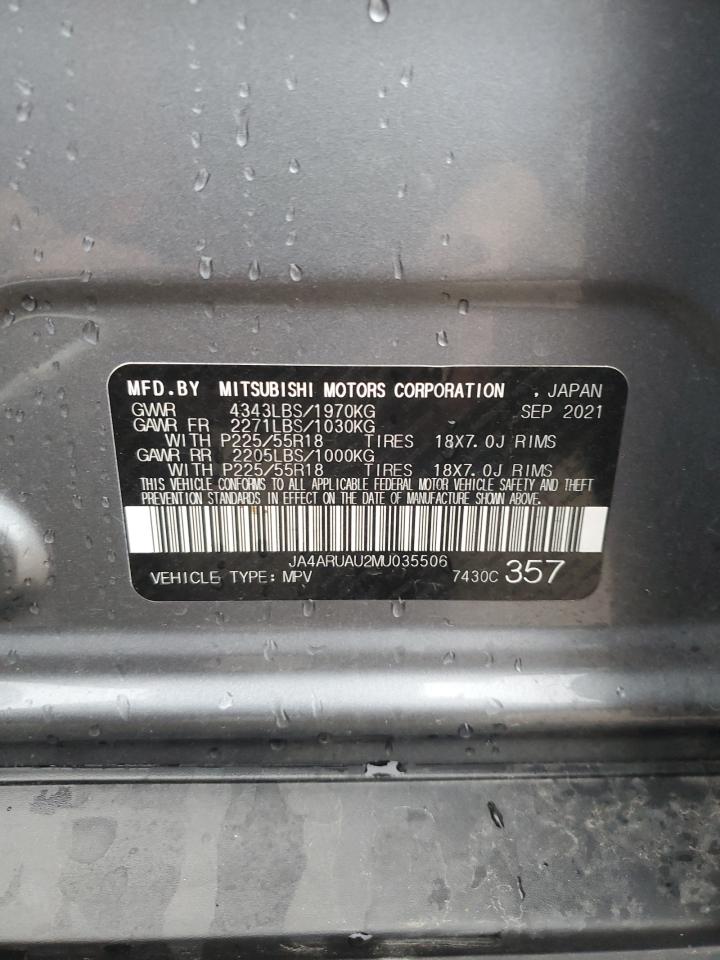 MFD.BY MITSUBISHI MOTORS CORPORATION , JAPAN
GVWR 4343LBS/1970KG SEP 2021
GAWR FR 2271LBS/1030KG
WITH P225/55R18 TIRES 18X7.0J RIMS
GAWR RR 2205LBS/1000KG
WITH P225/55R18 TIRES 18X7.0J RIMS
THIS VEHICLE CONFORMS TO ALL APPLICABLE FEDERAL MOTOR VEHICLE SAFETY AND THEFT
PREVENTION STANDARDS IN EFFECT ON THE DATE OF MANUFACTURE SHOWN ABOVE.
JA4ARUAU2MU035506
VEHICLE TYPE: MPV 7430C 357